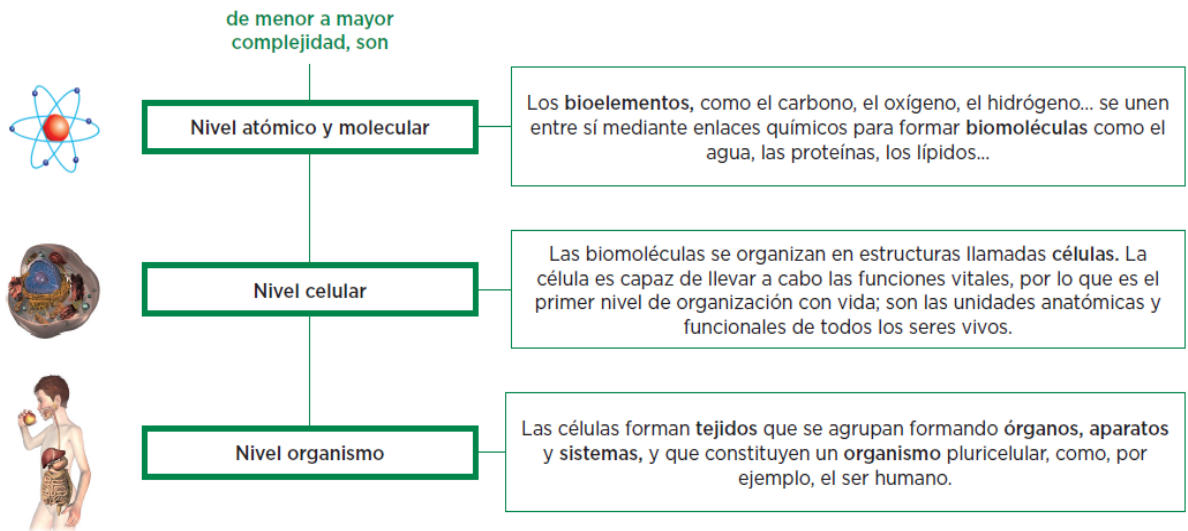 de menor a mayor
complejidad, son
Nivel atómico y molecular
Los bioelementos, como el carbono, el oxígeno, el hidrógeno... se unen
entre sí mediante enlaces químicos para formar biomoléculas como el
agua, las proteínas, los lípidos...
Nivel celular
Las biomoléculas se organizan en estructuras llamadas células. La
célula es capaz de llevar a cabo las funciones vitales, por lo que es el
primer nivel de organización con vida; son las unidades anatómicas y
funcionales de todos los seres vivos.
Nivel organismo
Las células forman tejidos que se agrupan formando órganos, aparatos
y sistemas, y que constituyen un organismo pluricelular, como, por
ejemplo, el ser humano.